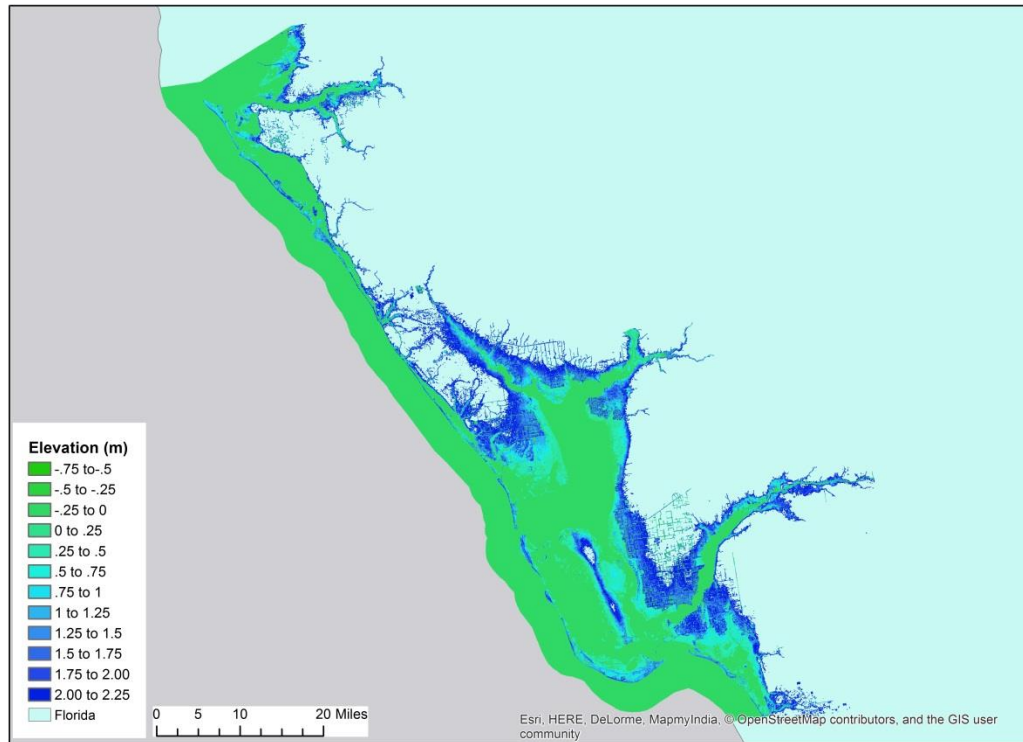 Elevation (m)
-.75 to-.5
-.5 to -.25
-.25 to 0
0 to .25
.25 to .5
.5 to .75
.75 to 1
1 to 1.25
1.25 to 1.5
1.5 to 1.75
1.75 to 2.00
2.00 to 2.25
Florida
0 5 10 20 Miles
Esri, HERE, DeLorme, MapmyIndia, © OpenStreetMap contributors, and the GIS user
community